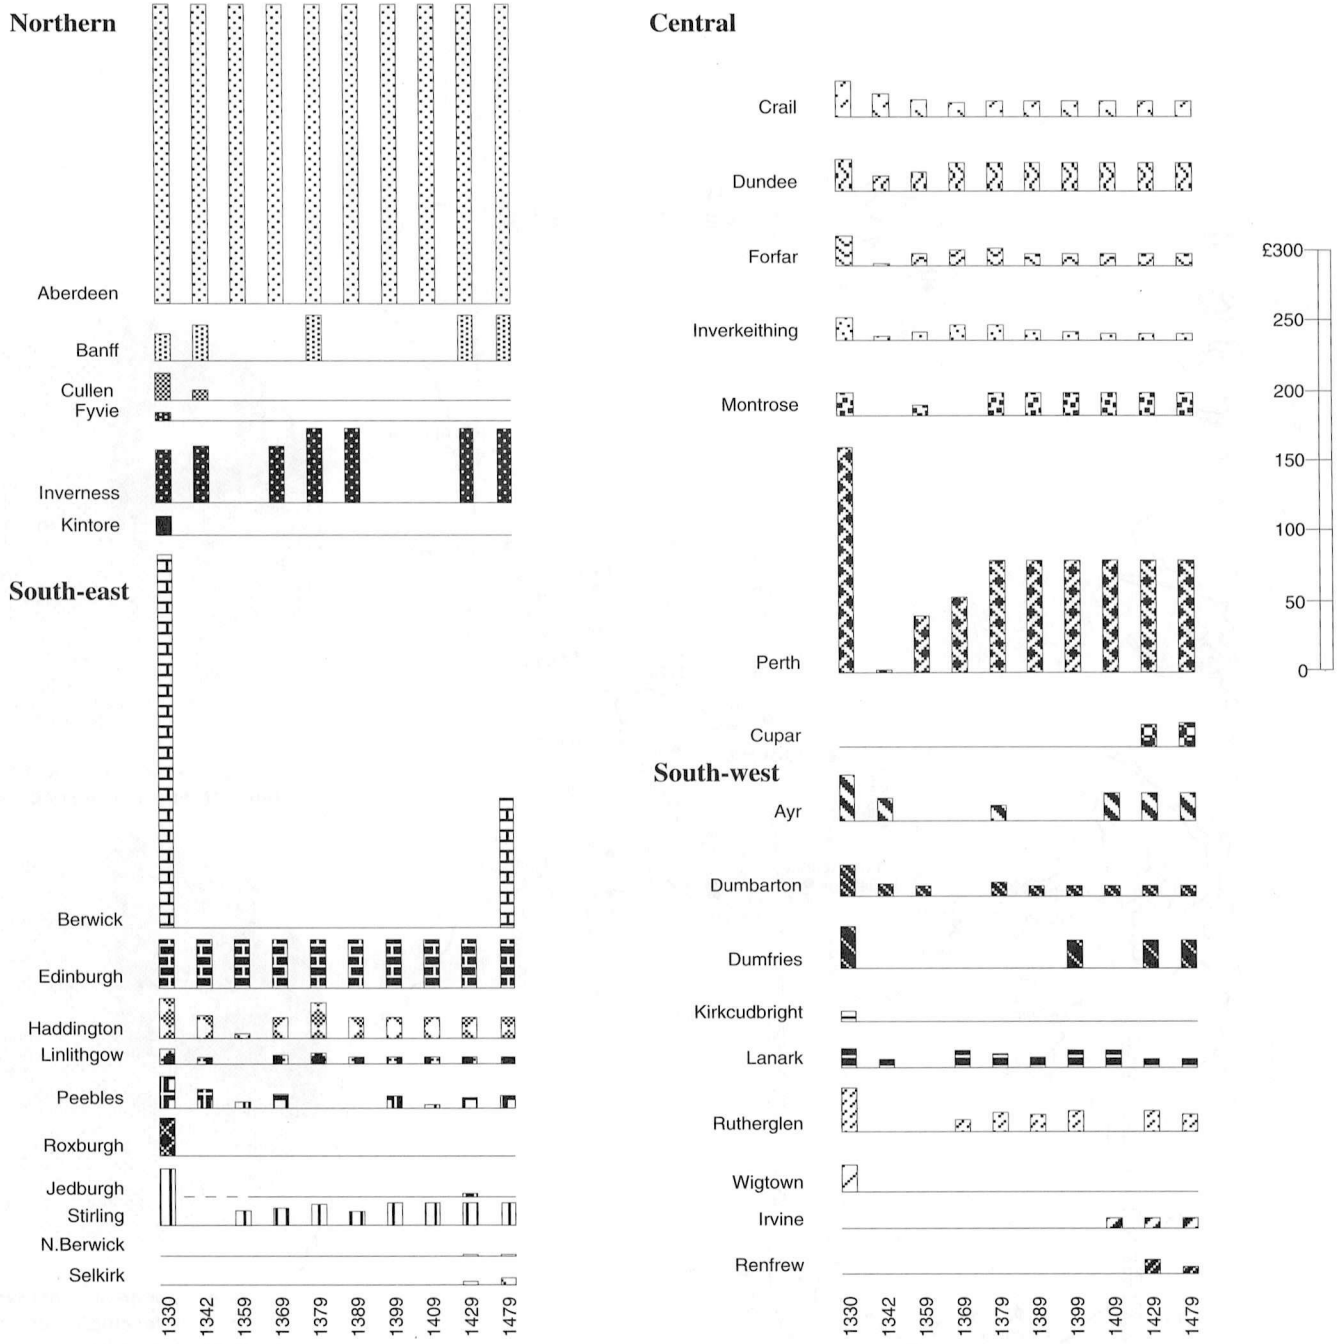 Northern
Aberdeen
Banff
Cullen
Fyvie
Inverness
Kintore
South-east
Berwick
Edinburgh
Haddington
Linlithgow
Peebles
Roxburgh
Jedburgh
Stirling
N.Berwick
Selkirk
1330 1342 1359 1369 1379 1389 1399 1409 1429 1479
Central
Crail
Dundee
Forfar
Inverkeithing
Montrose
Perth
Cupar
South-west
Ayr
Dumbarton
Dumfries
Kirkcudbright
Lanark
Rutherglen
Wigtown
Irvine
Renfrew
1330 1342 1359 1369 1379 1389 1399 1409 1429 1479
£300
250
200
150
100
50
0